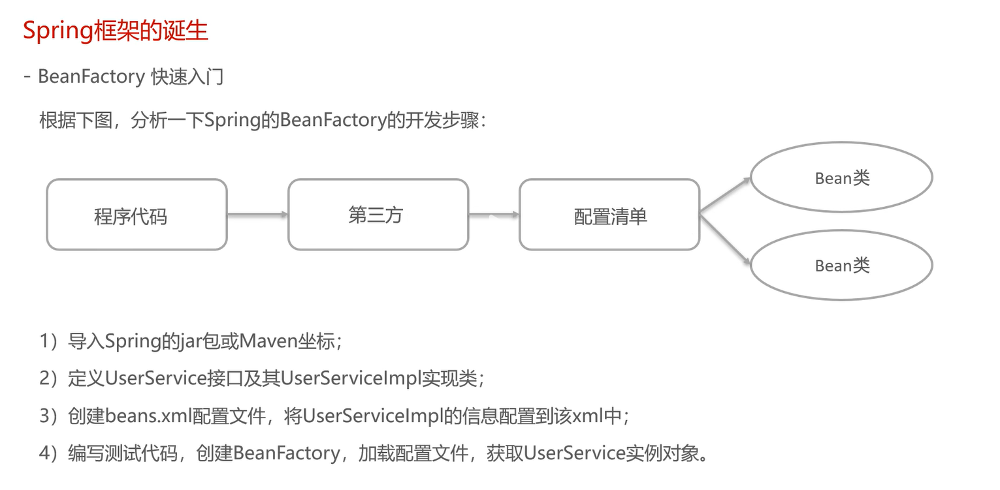 Spring框架的诞生
- BeanFactory 快速入门
根据下图，分析一下Spring的BeanFactory的开发步骤：
程序代码
第三方
配置清单
Bean类
Bean类
1）导入Spring的jar包或Maven坐标；
2）定义UserService接口及其UserServiceImpl实现类；
3）创建beans.xml配置文件，将UserServiceImpl的信息配置到该xml中；
4）编写测试代码，创建BeanFactory，加载配置文件，获取UserService实例对象。